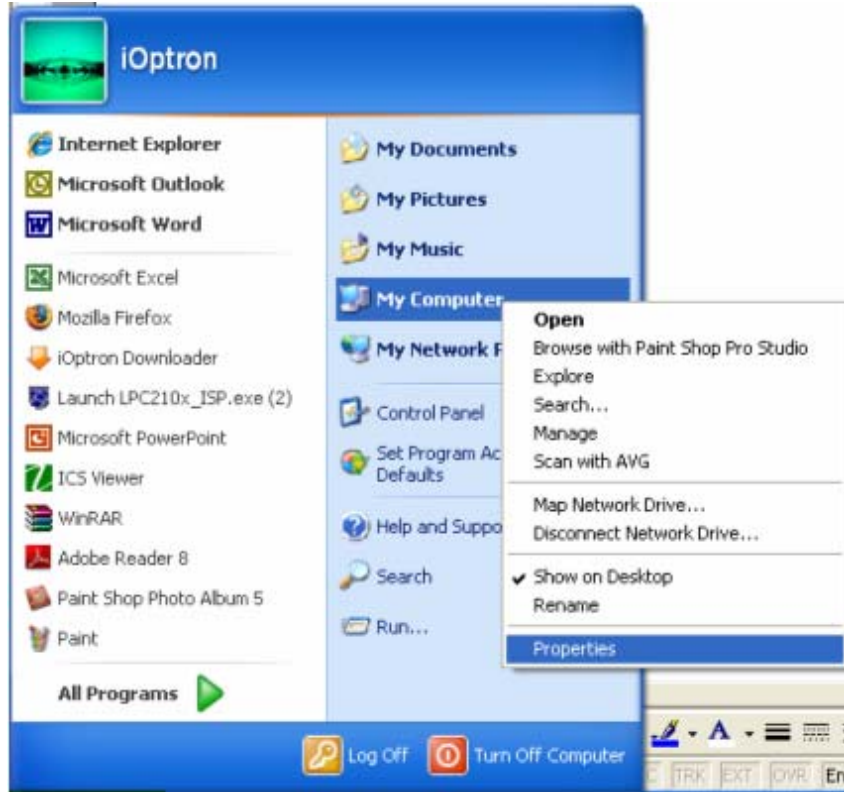 iOptron
Internet Explorer
Microsoft Outlook
Microsoft Word
Microsoft Excel
Mozilla Firefox
iOptron Downloader
Launch LPC210x_ISP.exe (2)
Microsoft PowerPoint
ICS Viewer
WinRAR
Adobe Reader 8
Paint Shop Photo Album 5
Paint
All Programs
My Documents
My Pictures
My Music
My Computer
My Network P
Control Panel
Set Program Ac
Defaults
Help and Suppo
Search
Run...
Open
Browse with Paint Shop Pro Studio
Explore
Search...
Manage
Scan with AVG
Map Network Drive...
Disconnect Network Drive...
Show on Desktop
Rename
Properties
Log Off
Turn Off Computer
A
TRK EXT OVR En